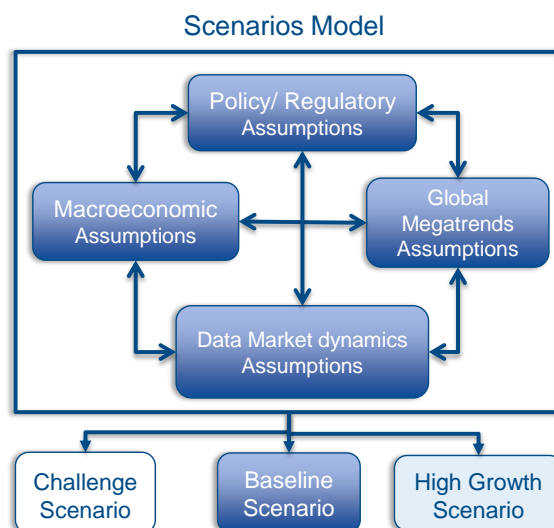 Scenarios Model
Policy/ Regulatory
Assumptions
Macroeconomic
Assumptions
Global
Megatrends
Assumptions
Data Market dynamics
Assumptions
Challenge
Scenario
Baseline
Scenario
High Growth
Scenario